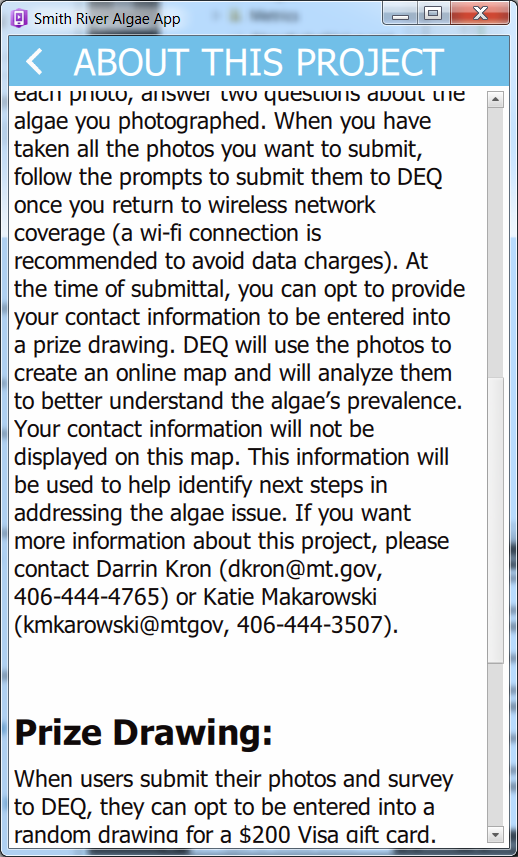 Smith River Algae App
ABOUT THIS PROJECT
each photo, answer two questions about the
algae you photographed. When you have
taken all the photos you want to submit,
follow the prompts to submit them to DEQ
once you return to wireless network
coverage (a wi-fi connection is
recommended to avoid data charges). At
the time of submittal, you can opt to provide
your contact information to be entered into
a prize drawing. DEQ will use the photos to
create an online map and will analyze them
to better understand the algae’s prevalence.
Your contact information will not be
displayed on this map. This information will
be used to help identify next steps in
addressing the algae issue. If you want
more information about this project, please
contact Darrin Kron (dkron@mt.gov,
406-444-4765) or Katie Makarowski
(kmkarowski@mtgov, 406-444-3507).
Prize Drawing:
When users submit their photos and survey
to DEQ, they can opt to be entered into a
random drawing for a $200 Visa gift card.